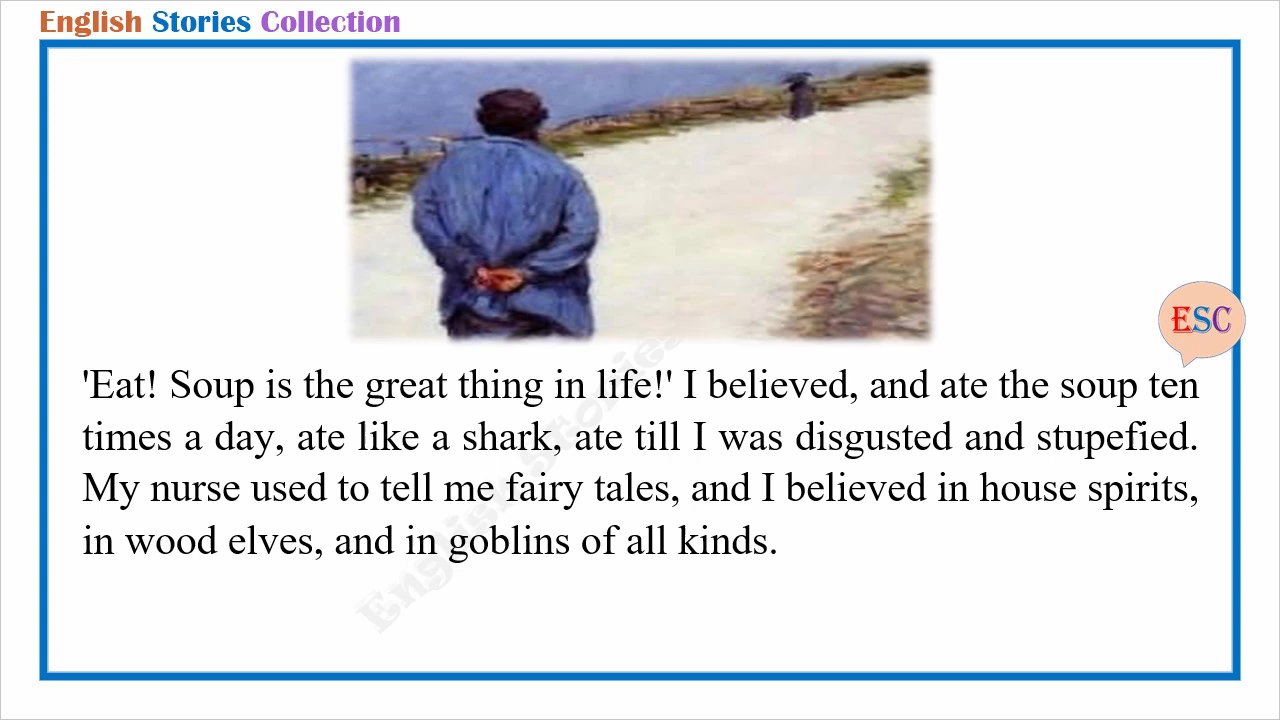 English Stories Collection
ESC
'Eat! Soup is the great thing in life!' I believed, and ate the soup ten
times a day, ate like a shark, ate till I was disgusted and stupefied.
My nurse used to tell me fairy tales, and I believed in house spirits,
in wood elves, and in goblins of all kinds.
English Stories